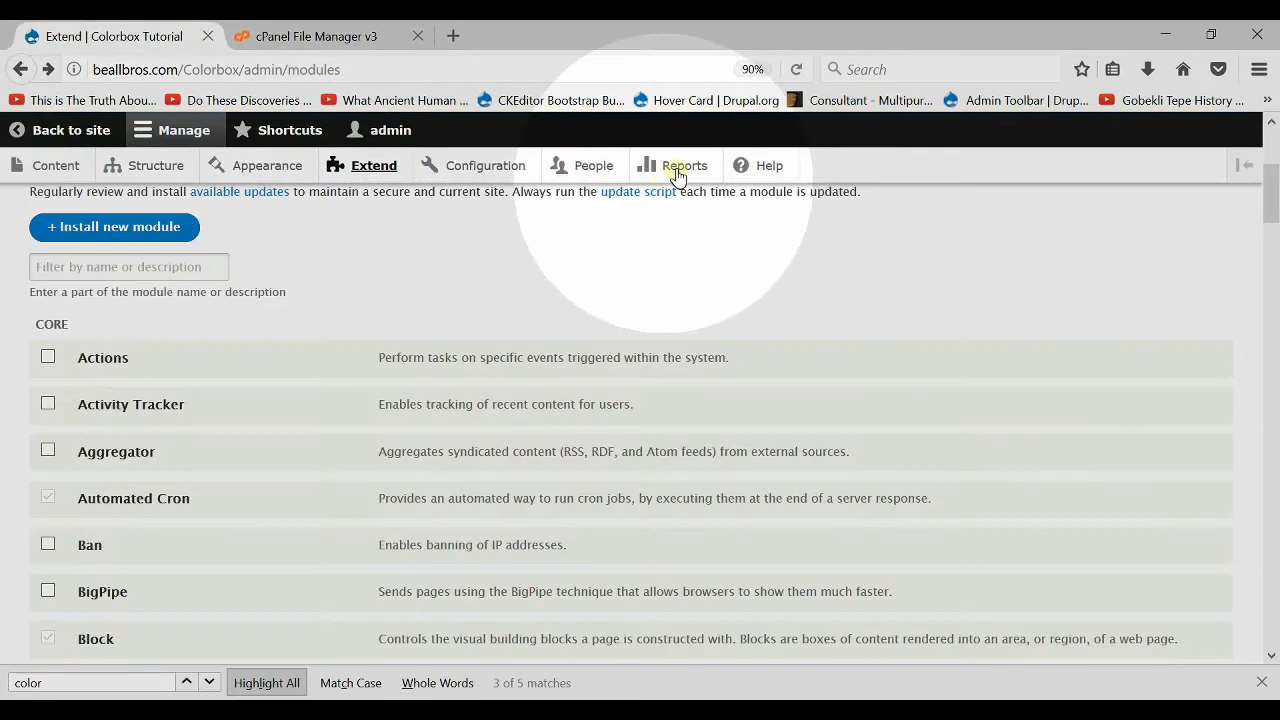 Extend | Colorbox Tutorial
cPanel File Manager v3
beallbros.com/Colorbox/admin/modules
90%
Search
This is The Truth Abou...
Do These Discoveries ...
What Ancient Human ...
CKEditor Bootstrap Bu...
Hover Card | Drupal.org
Consultant - Multipur...
Admin Toolbar | Drup...
Gobekli Tepe History ...
Back to site
Manage
Shortcuts
admin
Content
Structure
Appearance
Extend
Configuration
People
Reports
Help
Regularly review and install available updates to maintain a secure and current site. Always run the update script each time a module is updated.
+ Install new module
Filter by name or description
Enter a part of the module name or description
CORE
Actions Perform tasks on specific events triggered within the system.
Activity Tracker Enables tracking of recent content for users.
Aggregator Aggregates syndicated content (RSS, RDF, and Atom feeds) from external sources.
Automated Cron Provides an automated way to run cron jobs, by executing them at the end of a server response.
Ban Enables banning of IP addresses.
BigPipe Sends pages using the BigPipe technique that allows browsers to show them much faster.
Block Controls the visual building blocks a page is constructed with. Blocks are boxes of content rendered into an area, or region, of a web page.
color
Highlight All
Match Case
Whole Words
3 of 5 matches